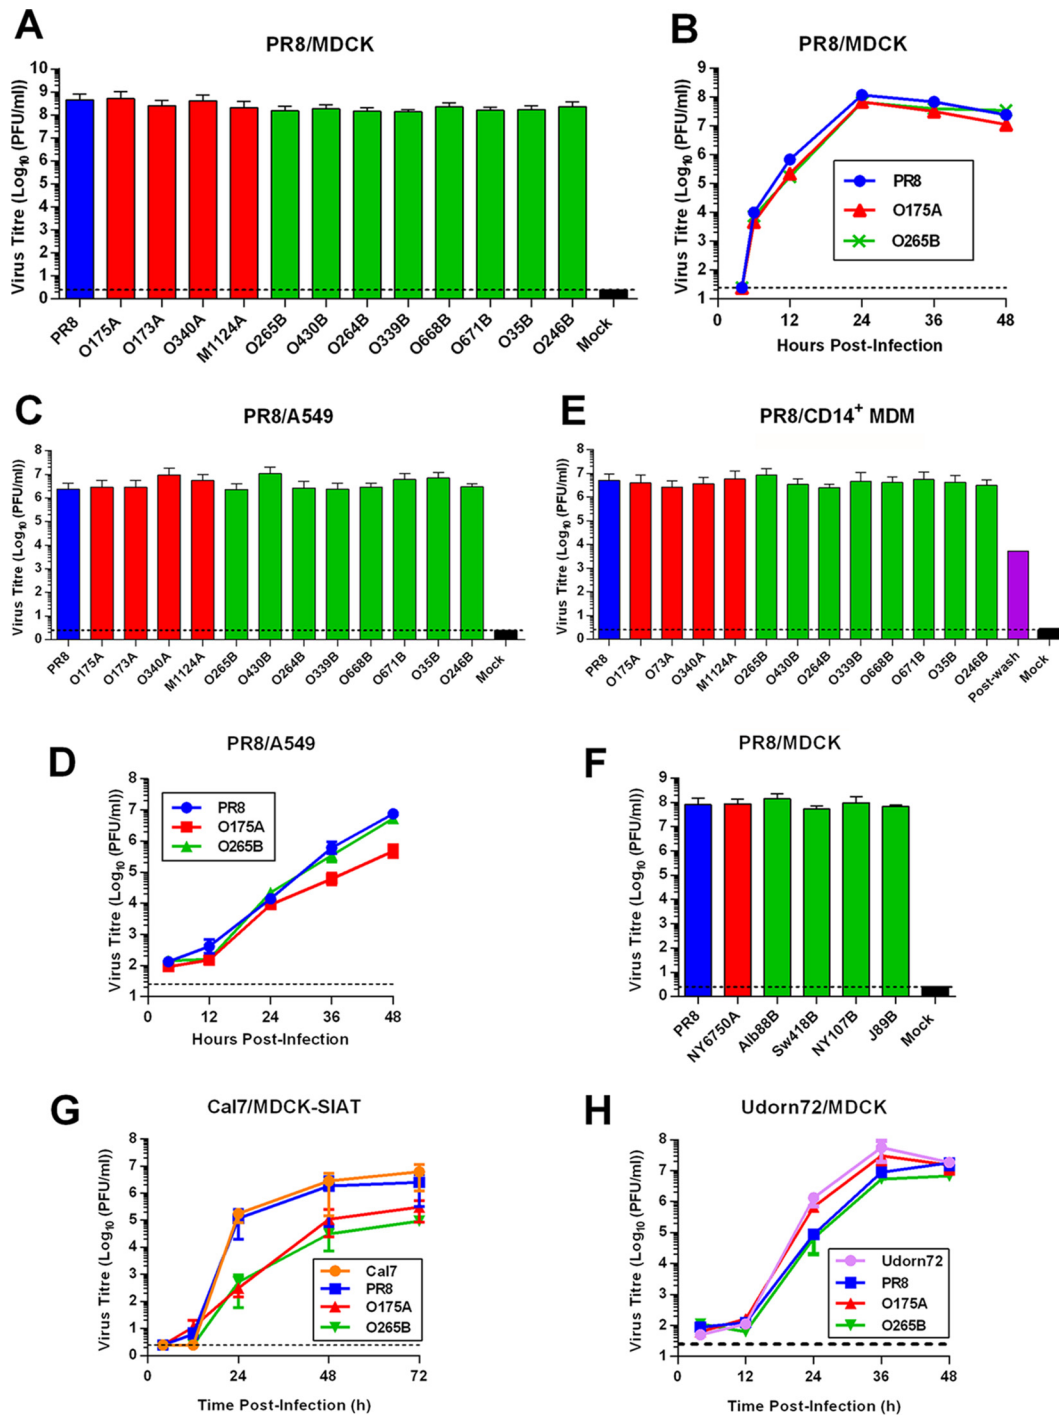 A
PR8/MDCK
Virus Titre (Log10 (PFU/ml))
10
9
8
7
6
5
4
3
2
1
0
PR8
O175A
O173A
O340A
M1124A
O265B
O430B
O264B
O339B
O668B
O671B
O35B
O246B
Mock
B
PR8/MDCK
Virus Titre (Log10 (PFU/ml))
9
8
7
6
5
4
3
2
1
PR8
O175A
O265B
0 12 24 36 48
Hours Post-Infection
C
PR8/A549
Virus Titre (Log10 (PFU/ml))
8
7
6
5
4
3
2
1
0
PR8
O175A
O173A
O340A
M1124A
O265B
O430B
O264B
O339B
O668B
O671B
O35B
O246B
Mock
E
PR8/CD14+ MDM
Virus Titre (Log10 (PFU/ml))
8
7
6
5
4
3
2
1
0
PR8
O175A
O73A
O340A
M1124A
O265B
O430B
O264B
O339B
O668B
O671B
O35B
O246B
Post-wash
Mock
D
PR8/A549
Virus Titre (Log10 (PFU/ml))
8
7
6
5
4
3
2
1
PR8
O175A
O265B
0 12 24 36 48
Hours Post-Infection
F
PR8/MDCK
Virus Titre (Log10 (PFU/ml))
9
8
7
6
5
4
3
2
1
0
PR8
NY6750A
Alb88B
Sw418B
NY107B
J89B
Mock
G
Cal7/MDCK-SIAT
Virus Titre (Log10 (PFU/ml))
8
7
6
5
4
3
2
1
0
Cal7
PR8
O175A
O265B
0 12 24 48 72
Time Post-Infection (h)
H
Udorn72/MDCK
Virus Titre (Log10 (PFU/ml))
8
7
6
5
4
3
2
1
Udorn72
PR8
O175A
O265B
0 12 24 36 48
Time Post-Infection (h)